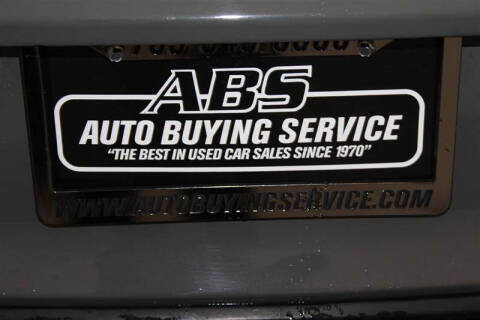 ABS
AUTO BUYING SERVICE
"THE BEST IN USED CAR SALES SINCE 1970"
WWW.AUTOBUYINGSERVICE.COM